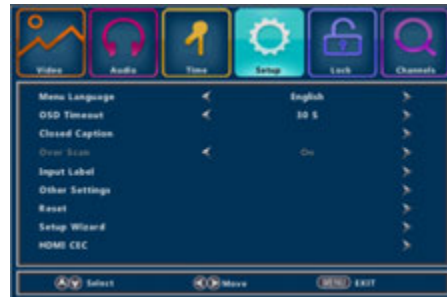 Video Audio Time Setup Lock Channels
Menu Language English
OSD Timeout 30 S
Closed Caption
Over Scan On
Input Label
Other Settings
Reset
Setup Wizard
HDMI CEC
Select Move MENU EXIT